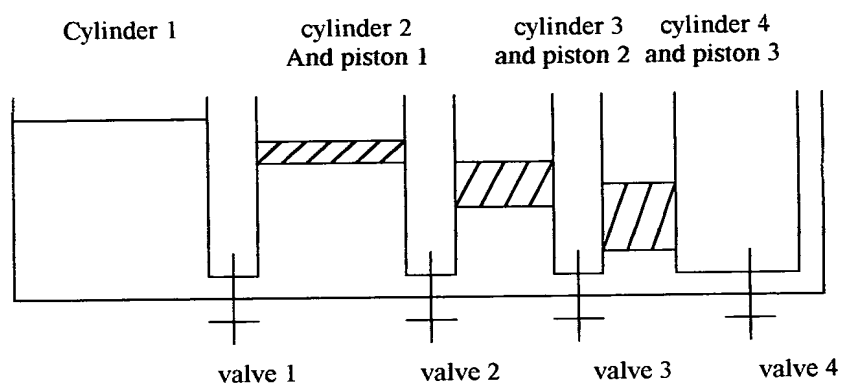 Cylinder 1
cylinder 2
And piston 1
cylinder 3
and piston 2
cylinder 4
and piston 3
valve 1
valve 2
valve 3
valve 4